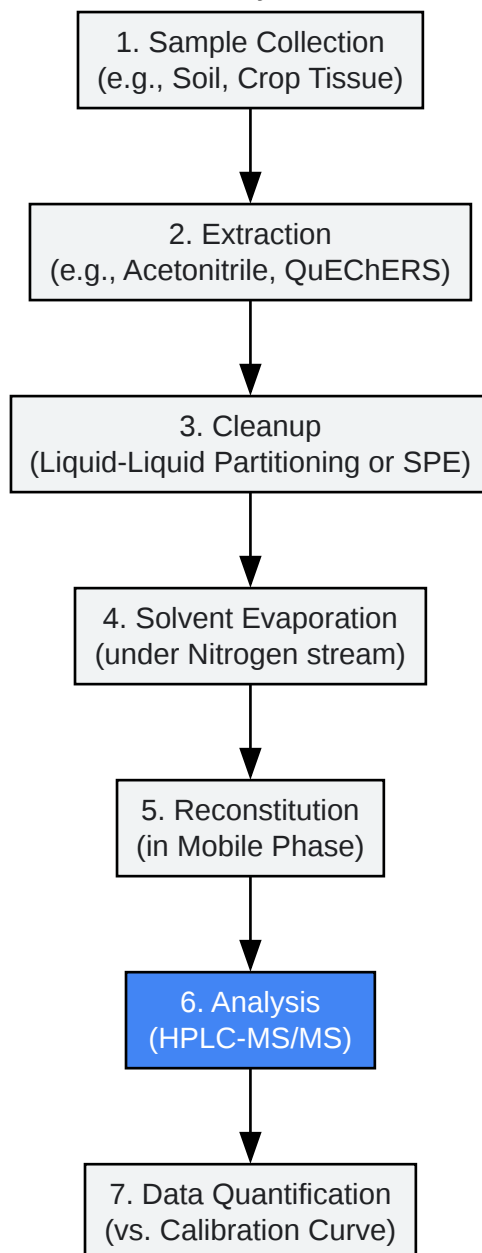 1. Sample Collection
(e.g., Soil, Crop Tissue)
2. Extraction
(e.g., Acetonitrile, QuEChERS)
3. Cleanup
(Liquid-Liquid Partitioning or SPE)
4. Solvent Evaporation
(under Nitrogen stream)
5. Reconstitution
(in Mobile Phase)
6. Analysis
(HPLC-MS/MS)
7. Data Quantification
(vs. Calibration Curve)